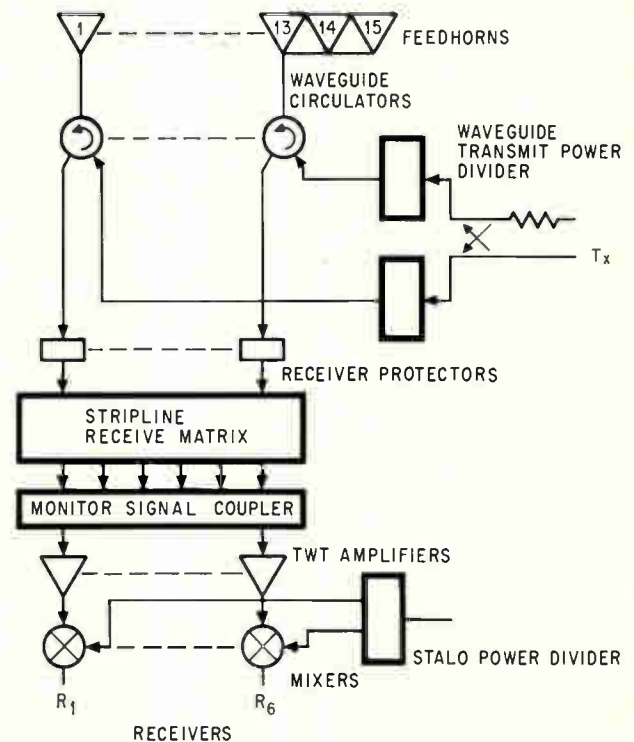 1 13 14 15
FEEDHORNS
WAVEGUIDE
CIRCULATORS
WAVEGUIDE
TRANSMIT POWER
DIVIDER
Tx
RECEIVER PROTECTORS
STRIPLINE
RECEIVE MATRIX
MONITOR SIGNAL COUPLER
TWT AMPLIFIERS
STALO POWER DIVIDER
MIXERS
R1 R6
RECEIVERS